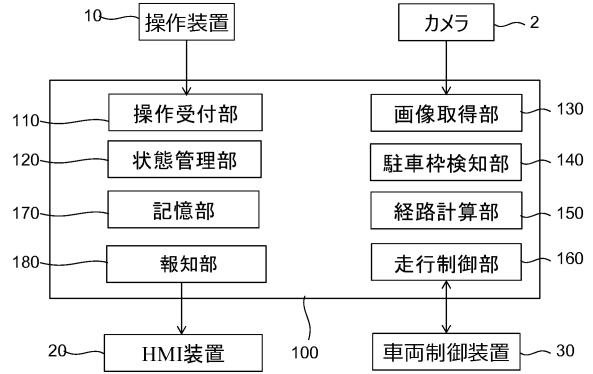 10 操作装置
カメラ 2
110 操作受付部
画像取得部 130
120 状態管理部
駐車枠検知部 140
170 記憶部
経路計算部 150
180 報知部
走行制御部 160
20 HMI装置
100
車両制御装置 30